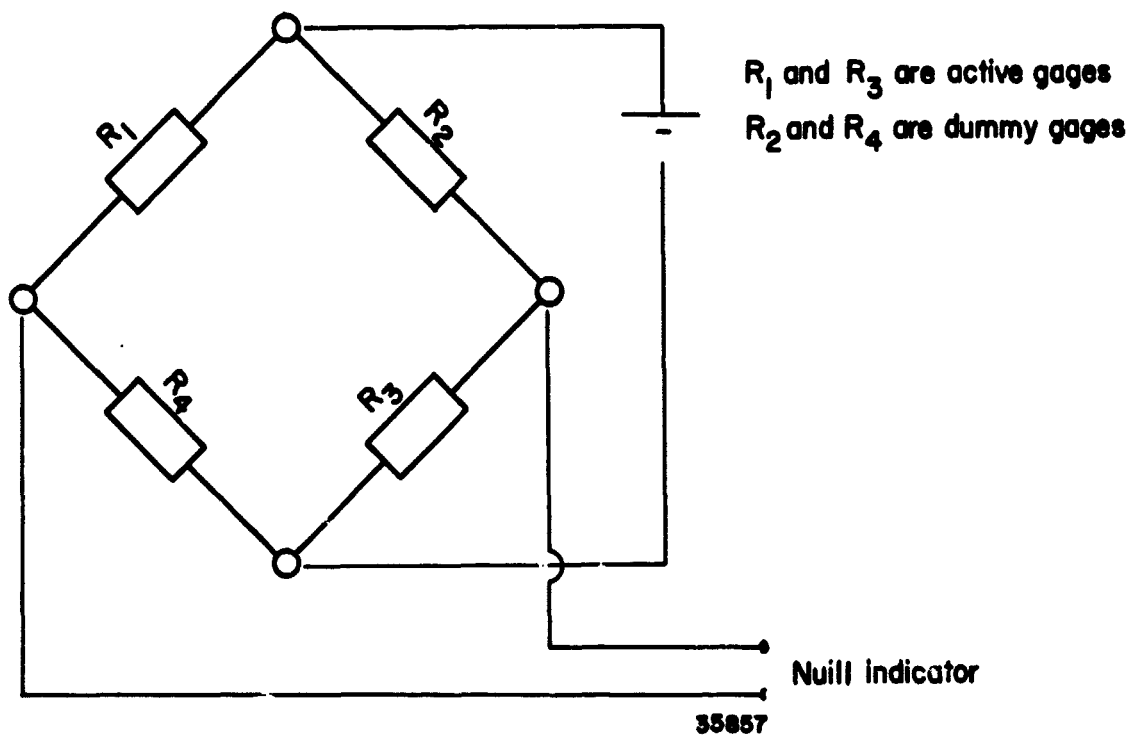 R1 and R3 are active gages
R2 and R4 are dummy gages
R1
R2
R4
R3
Nuill indicator
35857